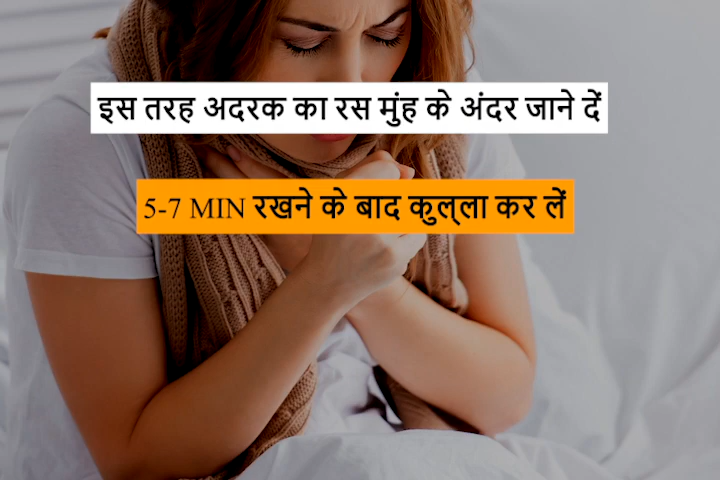 इस तरह अदरक का रस मुंह के अंदर जाने दें
5-7 MIN रखने के बाद कुल्ला कर लें